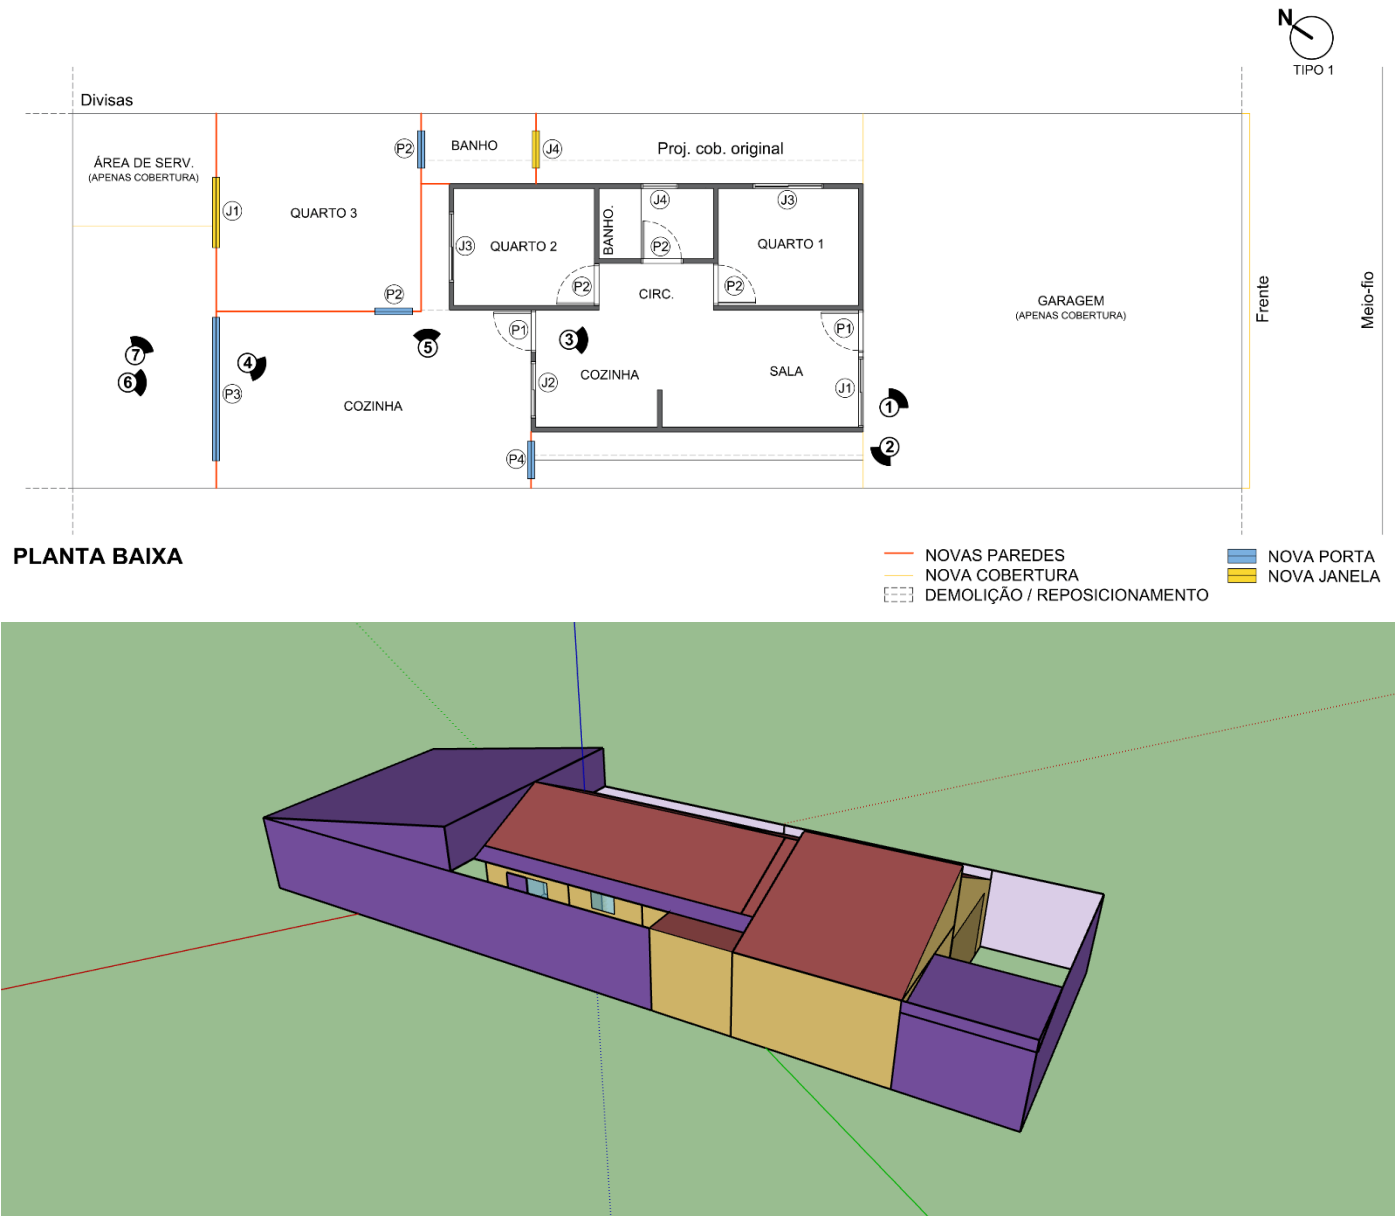 N
TIPO 1
Divisas
ÁREA DE SERV.
(APENAS COBERTURA)
P2
BANHO
J4
Proj. cob. original
J1
QUARTO 3
J3
QUARTO 2
BANHO.
J4
P2
J3
QUARTO 1
P2
P2
P2
CIRC.
GARAGEM
(APENAS COBERTURA)
Frente
Meio-fio
P1
P1
7
6
4
5
3
P3
COZINHA
J2
COZINHA
SALA
J1
1
2
P4
PLANTA BAIXA
NOVAS PAREDES
NOVA COBERTURA
DEMOLIÇÃO / REPOSICIONAMENTO
NOVA PORTA
NOVA JANELA